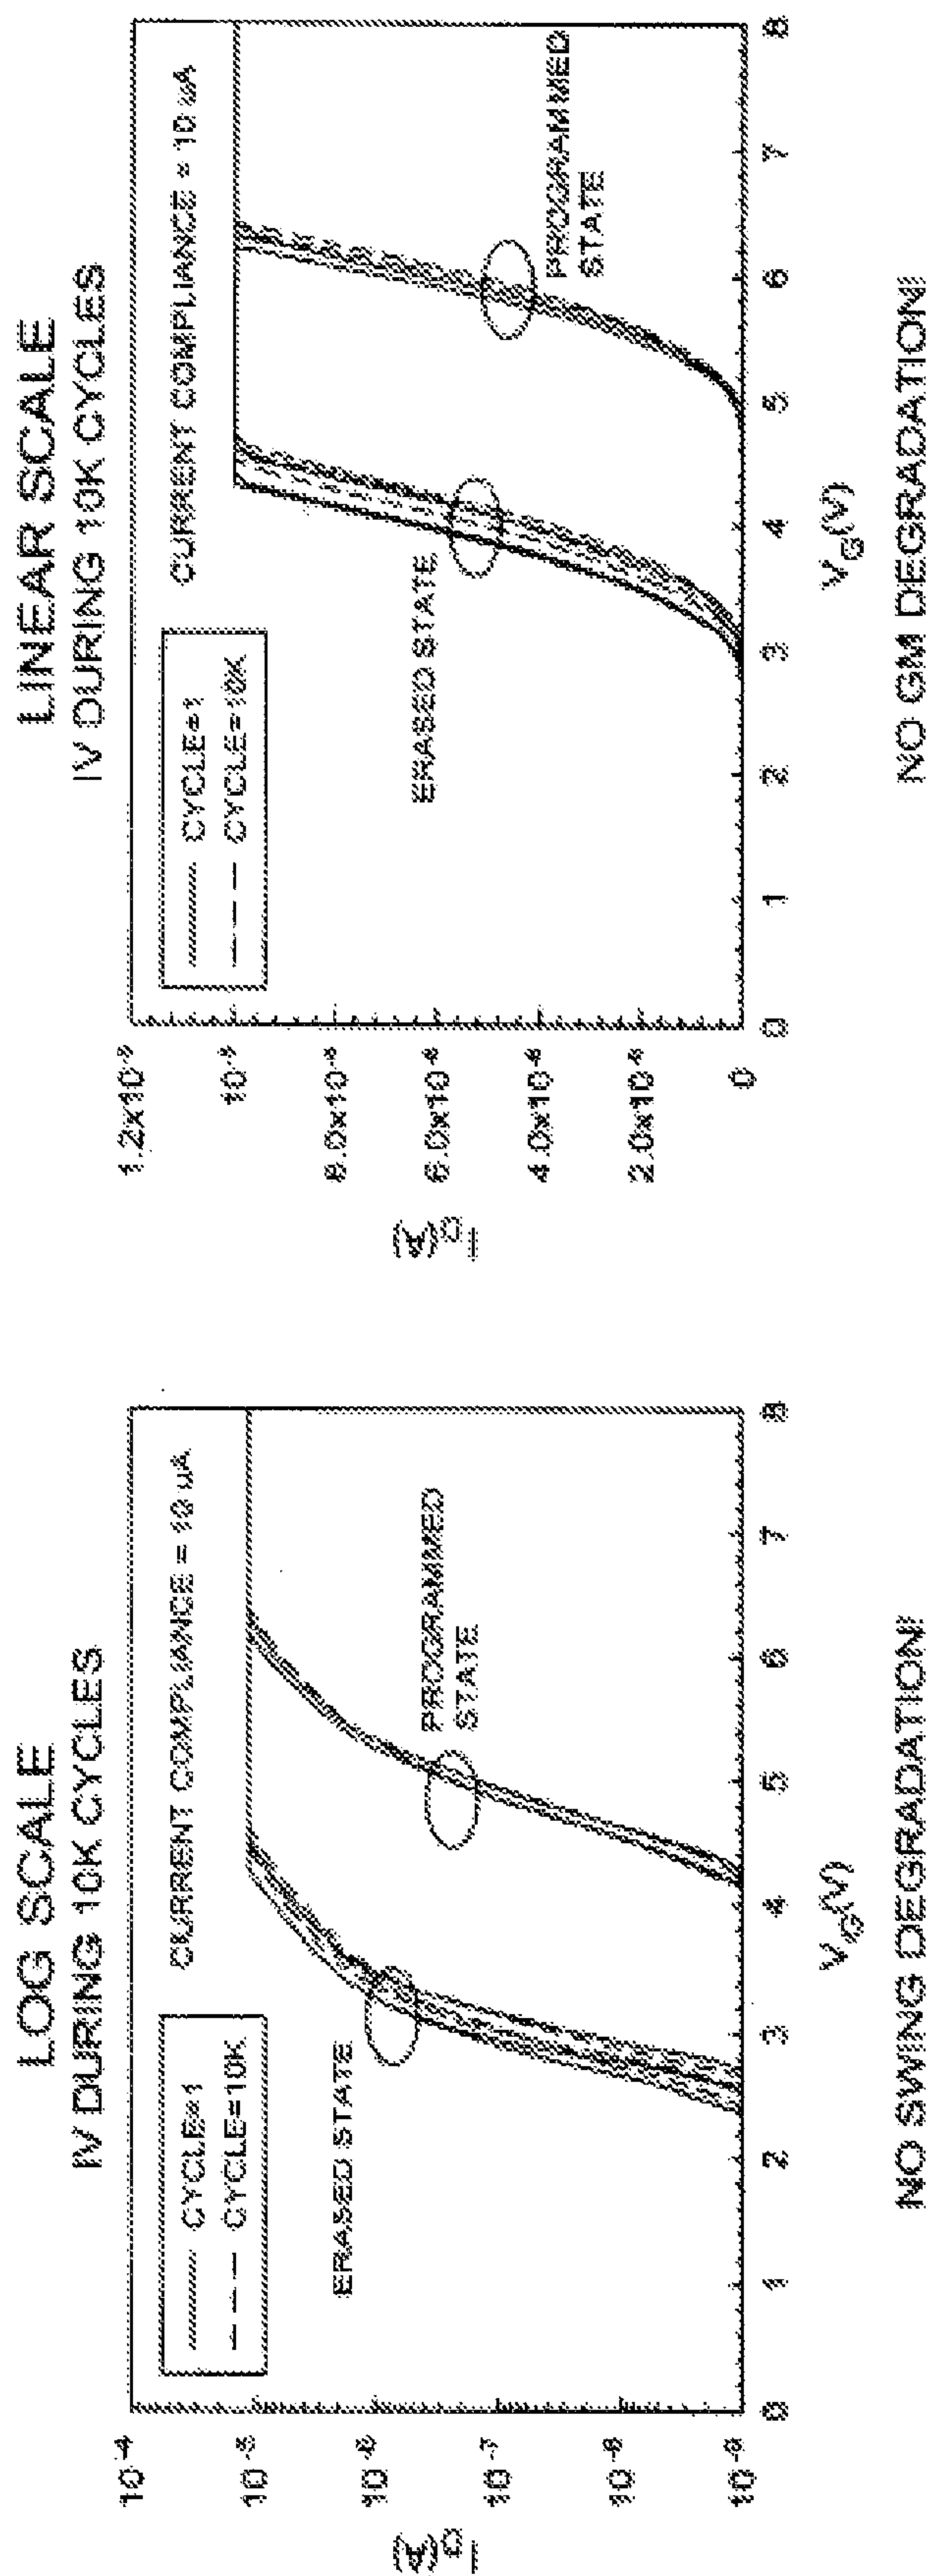 LOG SCALE
IV DURING 10K CYCLES
CURRENT COMPLIANCE = 10 uA
CYCLE=1
CYCLE=10K
ERASED STATE
PROGRAMMED
STATE
I_D(A)
10⁻⁴
10⁻⁵
10⁻⁶
10⁻⁷
10⁻⁸
10⁻⁹
0 1 2 3 4 5 6 7 8
V_G(V)
NO SWING DEGRADATION!
LINEAR SCALE
IV DURING 10K CYCLES
CURRENT COMPLIANCE = 10 uA
CYCLE=1
CYCLE=10K
ERASED STATE
PROGRAMMED
STATE
I_D(A)
1.2x10⁻⁵
10⁻⁵
8.0x10⁻⁶
6.0x10⁻⁶
4.0x10⁻⁶
2.0x10⁻⁶
0
0 1 2 3 4 5 6 7 8
V_G(V)
NO GM DEGRADATION!